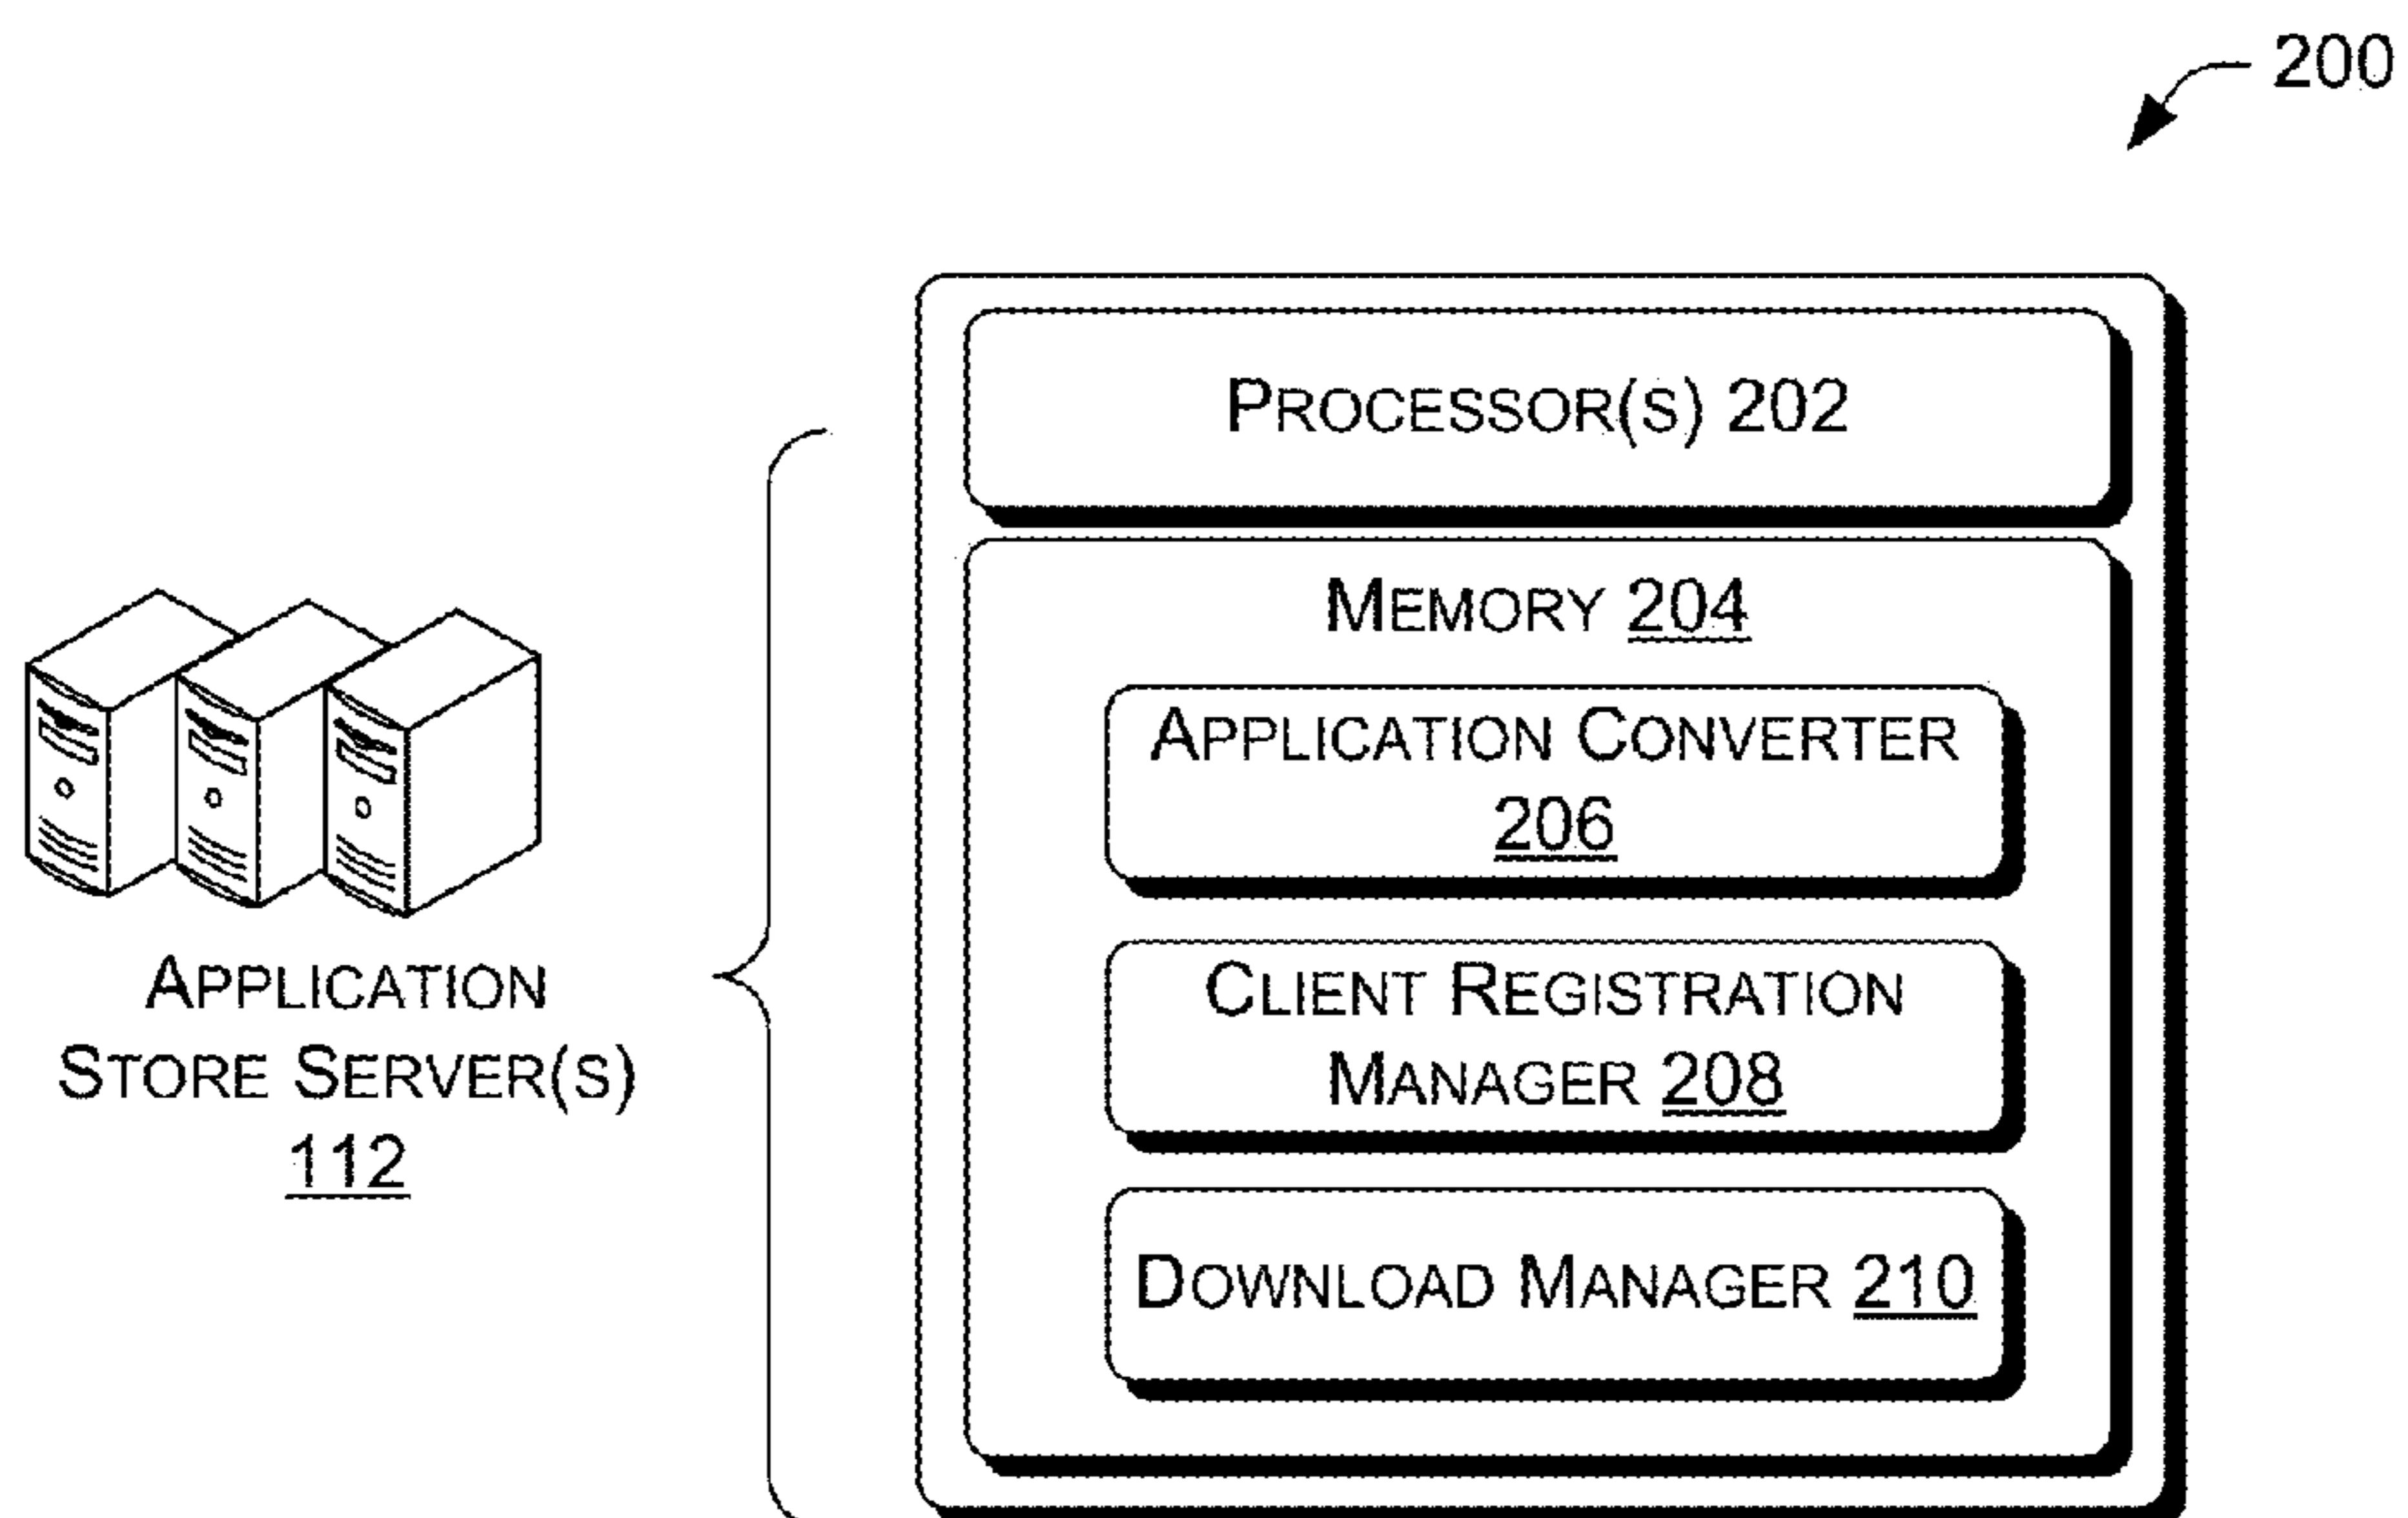 200
PROCESSOR(S) 202
MEMORY 204
APPLICATION CONVERTER
206
CLIENT REGISTRATION
MANAGER 208
DOWNLOAD MANAGER 210
APPLICATION
STORE SERVER(S)
112